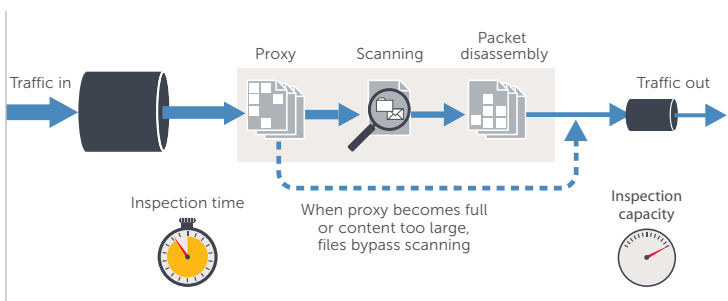 Traffic in
Proxy
Scanning
Packet
disassembly
Traffic out
Inspection time
When proxy becomes full
or content too large,
files bypass scanning
Inspection
capacity